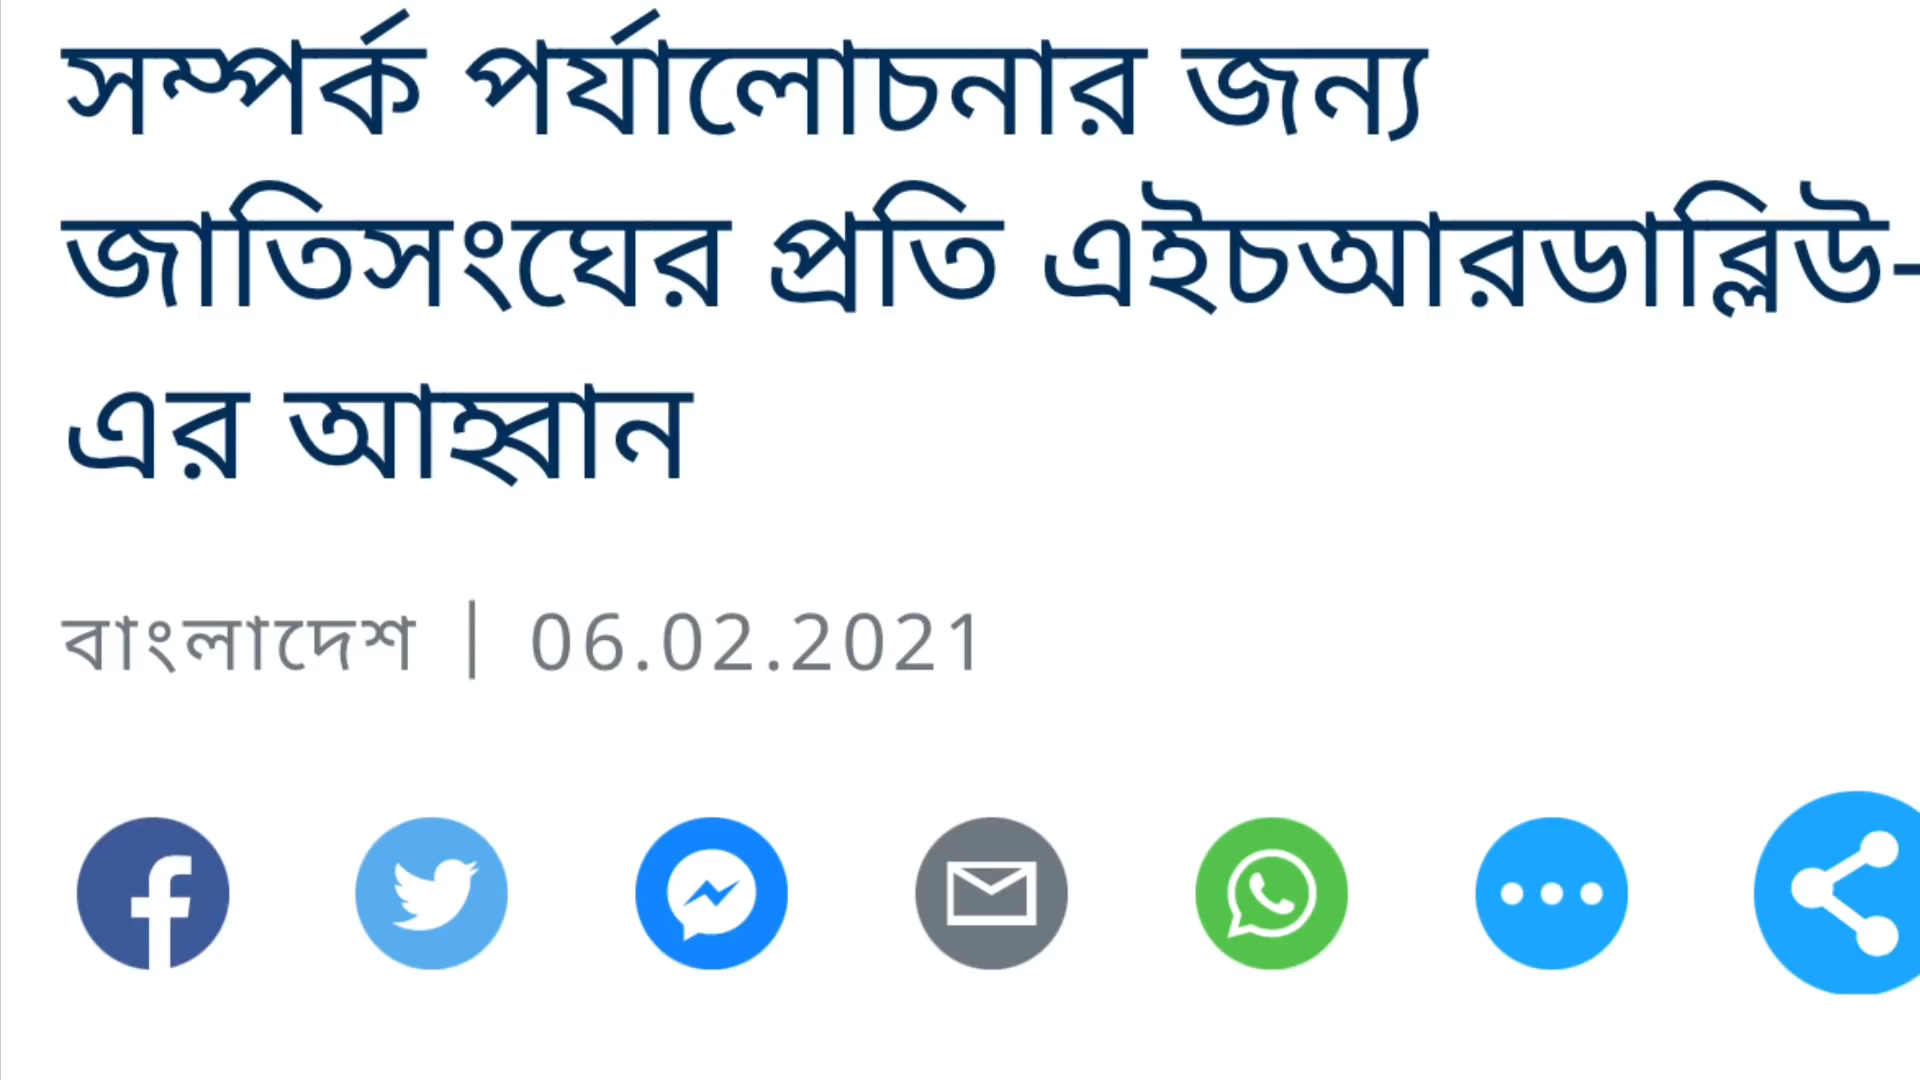 সম্পর্ক পর্যালোচনার জন্য
জাতিসংঘের প্রতি এইচআরডাব্লিউ-
এর আহ্বান
বাংলাদেশ | 06.02.2021